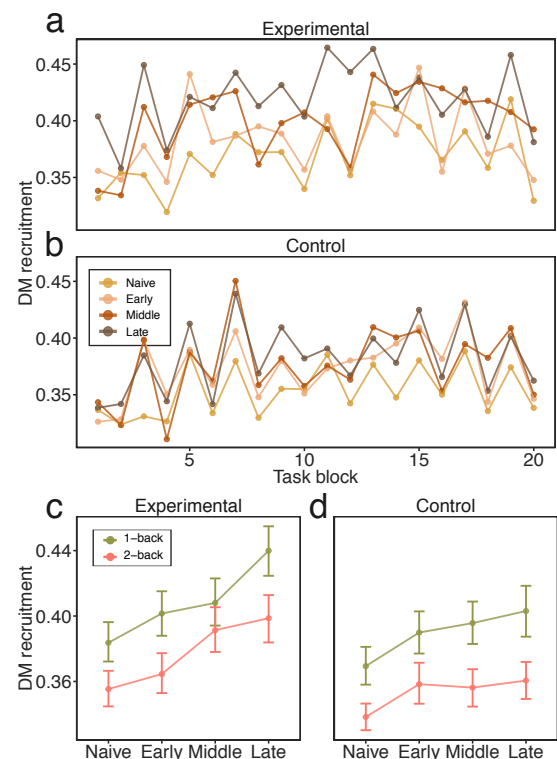 a Experimental
0.45
0.40
0.35
DM recruitment
b Control
Naive
Early
Middle
Late
0.45
0.40
0.35
5 10 15 20
Task block
c Experimental
1−back
2−back
0.44
0.40
0.36
DM recruitment
Naive Early Middle Late
d Control
Naive Early Middle Late